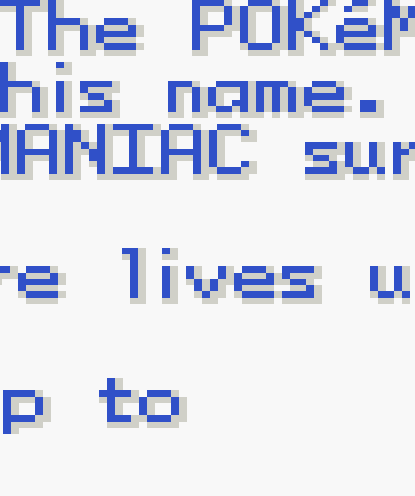 The POKéM
his name.
MANIAC sur
re lives u
p to